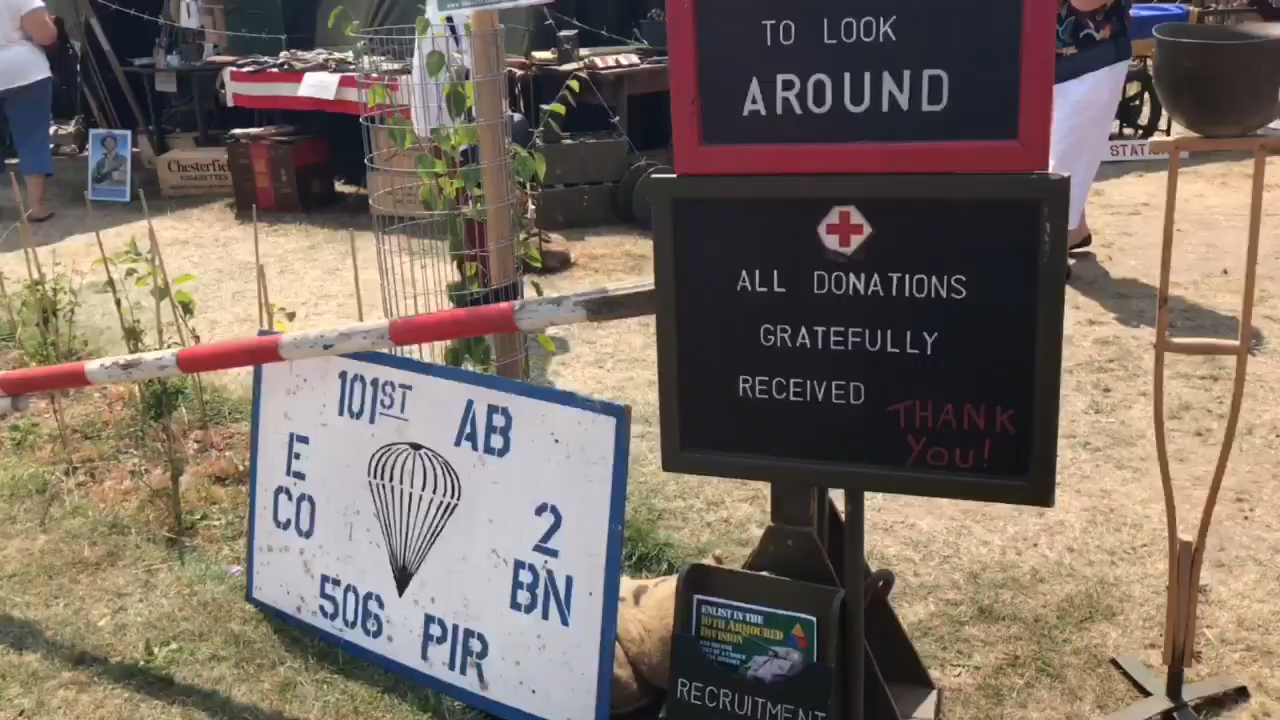 TO LOOK
AROUND
ALL DONATIONS
GRATEFULLY
RECEIVED
THANK
YOU!
101ST AB
E
CO
2
BN
506 PIR
ENLIST IN THE
10TH ARMOURED
DIVISION
RECRUITMENT
Chesterfield
CIGARETTES
STATI